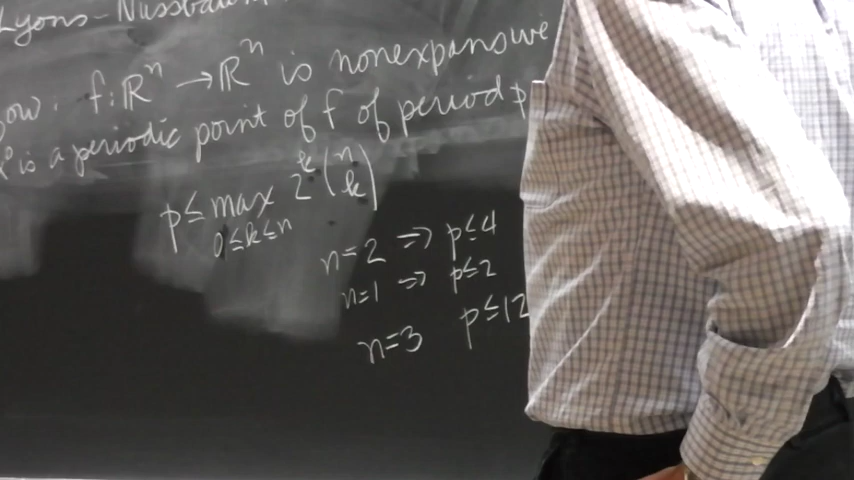 Lyons - Nussbaum
ow: f: ℝⁿ → ℝⁿ is nonexpansive
is a periodic point of f of period p
p ≤ max 2ᵏ (n k)
0≤k≤n
n=2 ⇒ p≤4
n=1 ⇒ p≤2
n=3 p≤12